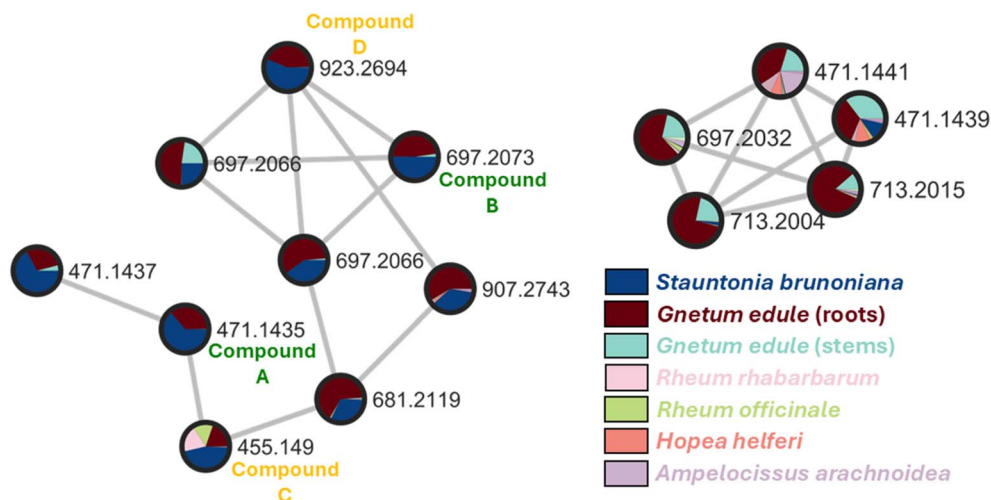 Compound
D
923.2694
471.1441
471.1439
697.2066
697.2073
Compound
B
697.2032
713.2015
713.2004
697.2066
471.1437
907.2743
471.1435
Compound
A
681.2119
455.149
Compound
C
Stauntonia brunoniana
Gnetum edule (roots)
Gnetum edule (stems)
Rheum rhabarbarum
Rheum officinale
Hopea helferi
Ampelocissus arachnoidea